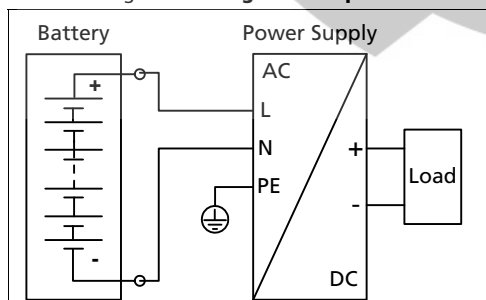 Battery
Power Supply
AC
+
L
N
+
PE
Load
-
-
DC